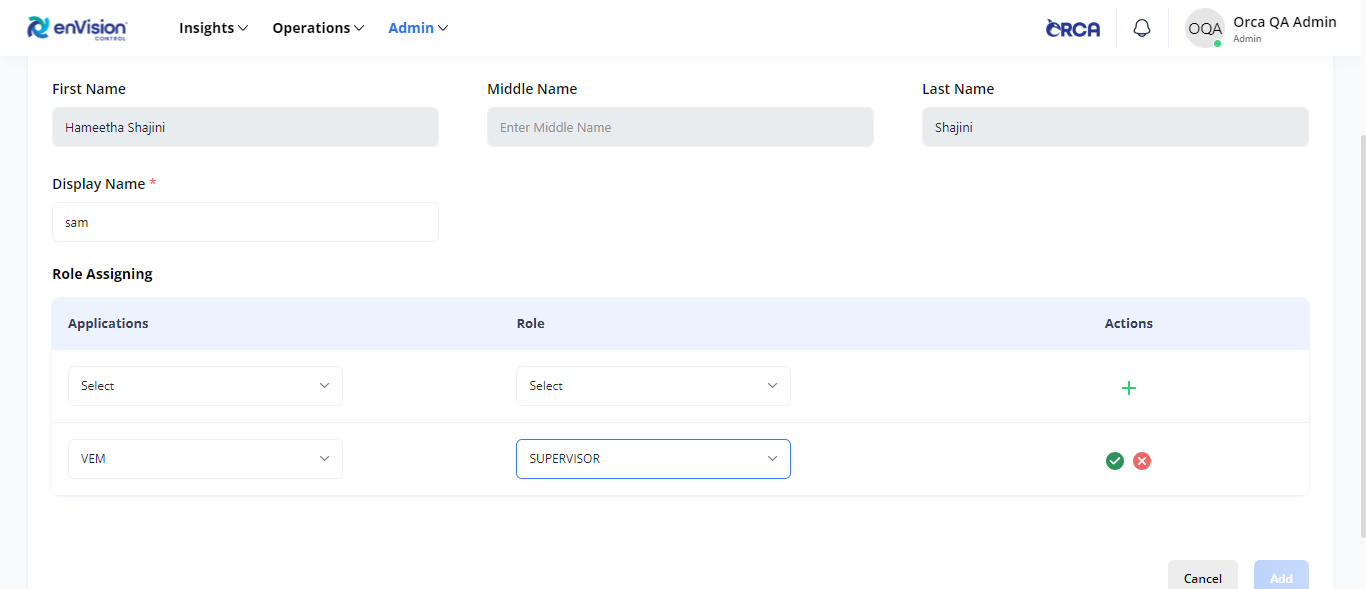 enVision
CONTROL
Insights
Operations
Admin
ORCA
OQA
Orca QA Admin
Admin
First Name
Middle Name
Last Name
Hameetha Shajini
Enter Middle Name
Shajini
Display Name *
sam
Role Assigning
Applications
Role
Actions
Select
Select
VEM
SUPERVISOR
Cancel
Add